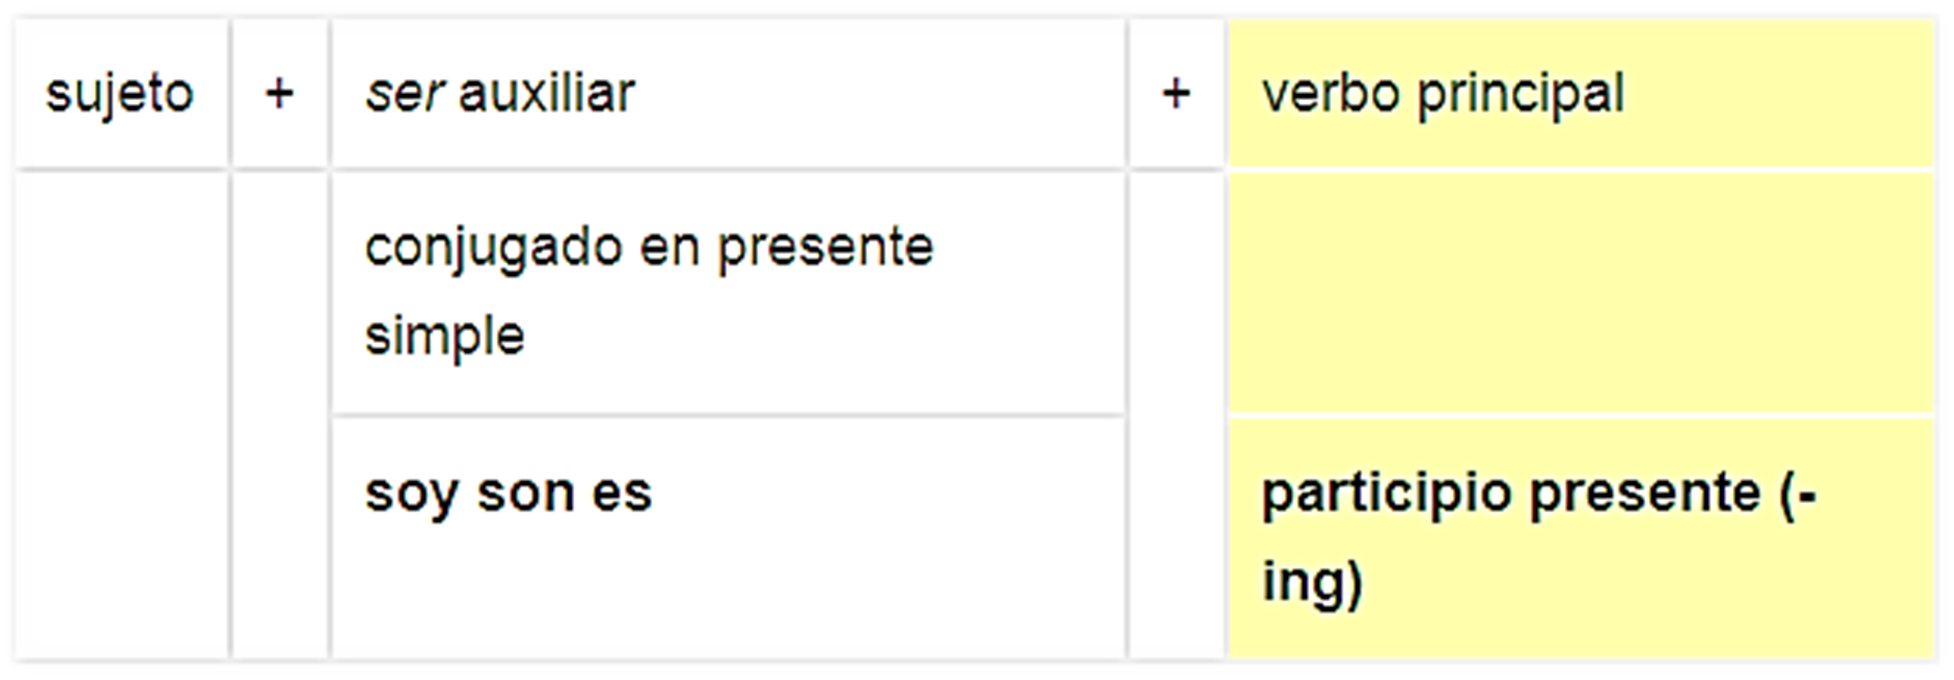 sujeto + ser auxiliar + verbo principal
conjugado en presente
simple
soy son es participio presente (-
ing)